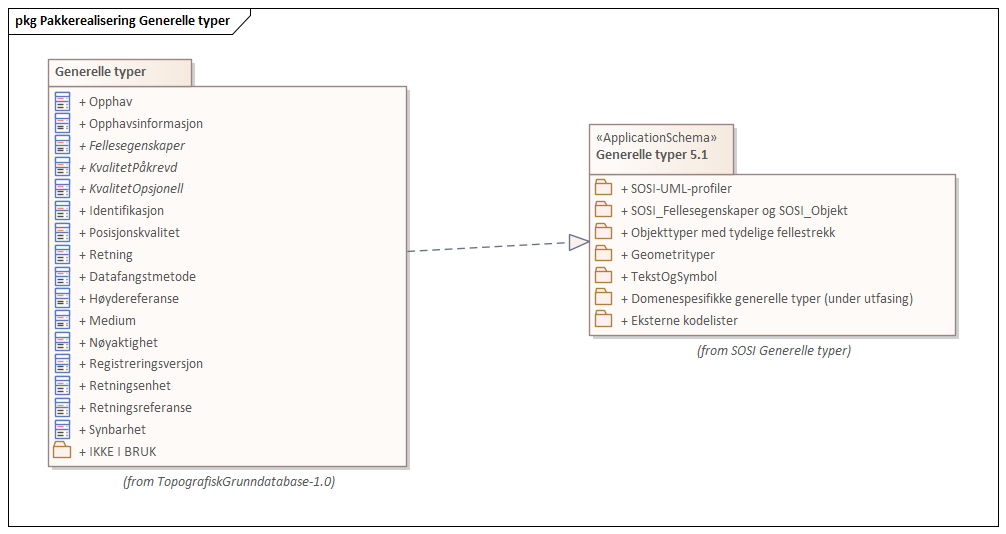 pkg Pakkerealisering Generelle typer
Generelle typer
+ Opphav
+ Opphavsinformasjon
+ Fellesegenskaper
+ KvalitetPåkrevd
+ KvalitetOpsjonell
+ Identifikasjon
+ Posisjonskvalitet
+ Retning
+ Datafangstmetode
+ Høydereferanse
+ Medium
+ Nøyaktighet
+ Registreringsversjon
+ Retningsenhet
+ Retningsreferanse
+ Synbarhet
+ IKKE I BRUK
(from TopografiskGrunndatabase-1.0)
«ApplicationSchema»
Generelle typer 5.1
+ SOSI-UML-profiler
+ SOSI_Fellesegenskaper og SOSI_Objekt
+ Objekttyper med tydelige fellestrekk
+ Geometrityper
+ TekstOgSymbol
+ Domenespesifikke generelle typer (under utfasing)
+ Eksterne kodelister
(from SOSI Generelle typer)